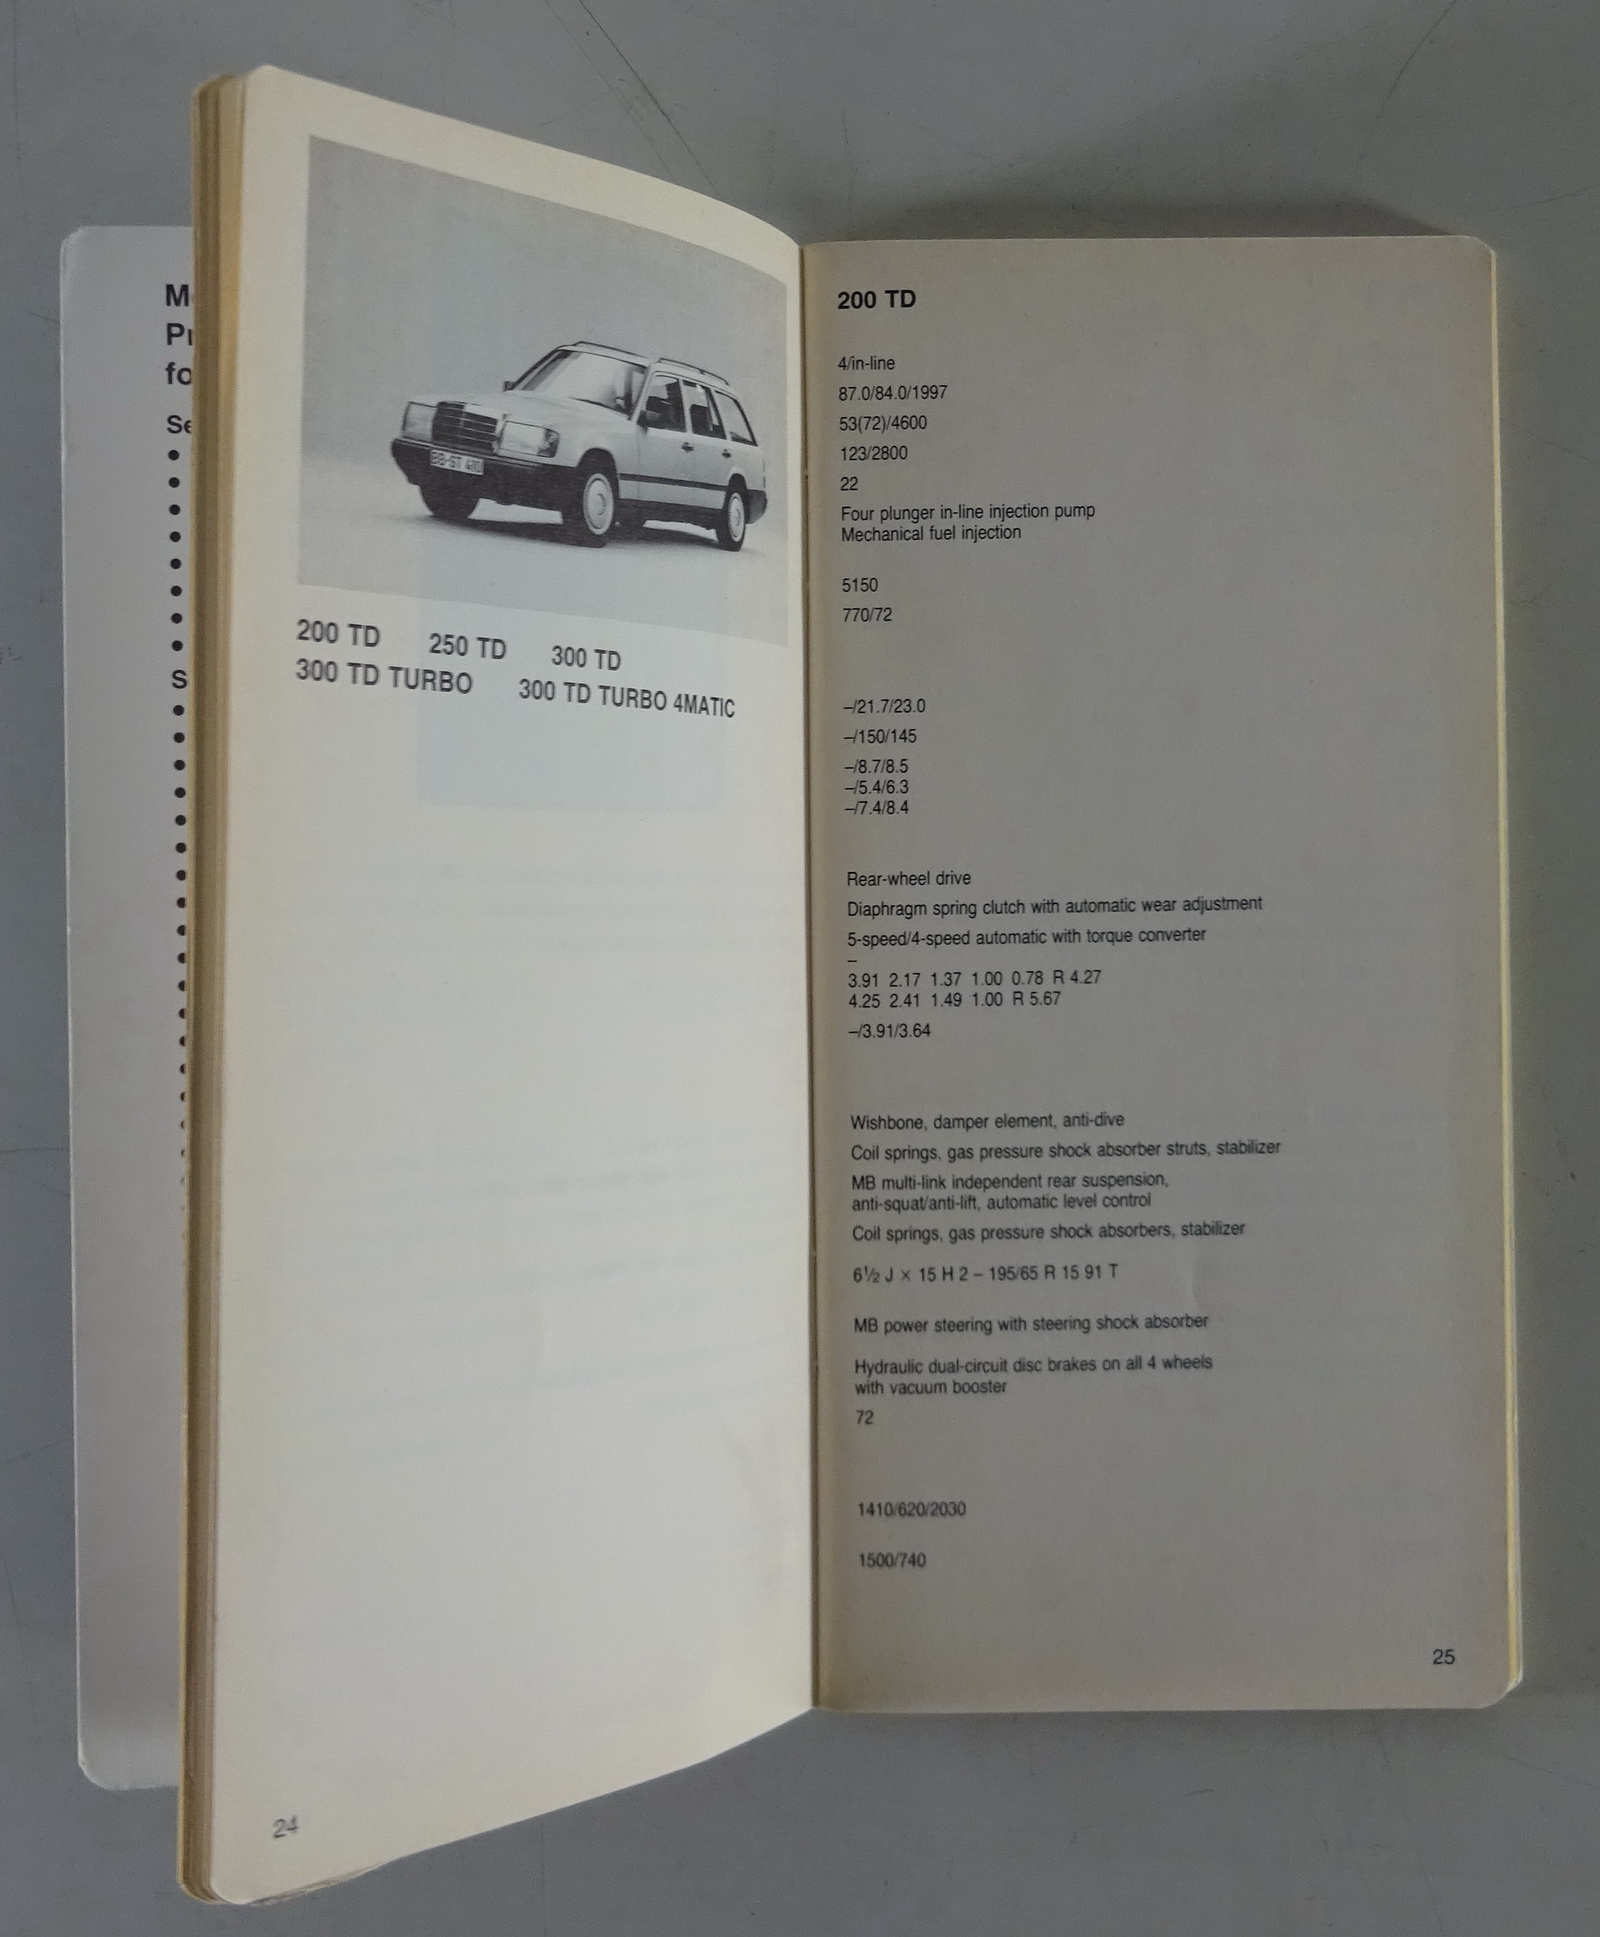 Se
S
BB-ST 410
200 TD 250 TD 300 TD
300 TD TURBO 300 TD TURBO 4MATIC
24
200 TD
4/in-line
87.0/84.0/1997
53(72)/4600
123/2800
22
Four plunger in-line injection pump
Mechanical fuel injection
5150
770/72
–/21.7/23.0
–/150/145
–/8.7/8.5
–/5.4/6.3
–/7.4/8.4
Rear-wheel drive
Diaphragm spring clutch with automatic wear adjustment
5-speed/4-speed automatic with torque converter
–
3.91 2.17 1.37 1.00 0.78 R 4.27
4.25 2.41 1.49 1.00 R 5.67
–/3.91/3.64
Wishbone, damper element, anti-dive
Coil springs, gas pressure shock absorber struts, stabilizer
MB multi-link independent rear suspension,
anti-squat/anti-lift, automatic level control
Coil springs, gas pressure shock absorbers, stabilizer
6½ J × 15 H 2 – 195/65 R 15 91 T
MB power steering with steering shock absorber
Hydraulic dual-circuit disc brakes on all 4 wheels
with vacuum booster
72
1410/620/2030
1500/740
25